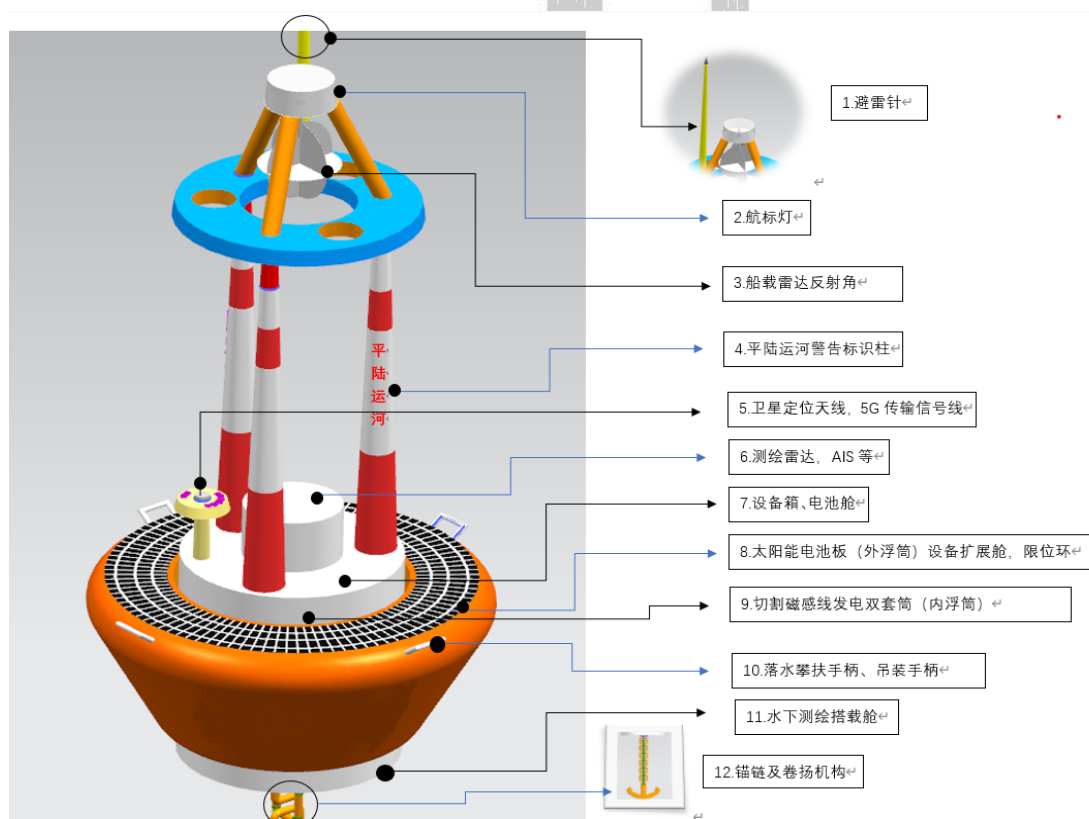 1.避雷针
2.航标灯
3.船载雷达反射角
平
陆
运
河
4.平陆运河警告标识柱
5.卫星定位天线，5G 传输信号线
6.测绘雷达，AIS 等
7.设备箱、电池舱
8.太阳能电池板（外浮筒）设备扩展舱，限位环
9.切割磁感线发电双套筒（内浮筒）
10.落水攀扶手柄、吊装手柄
11.水下测绘搭载舱
12.锚链及卷扬机构